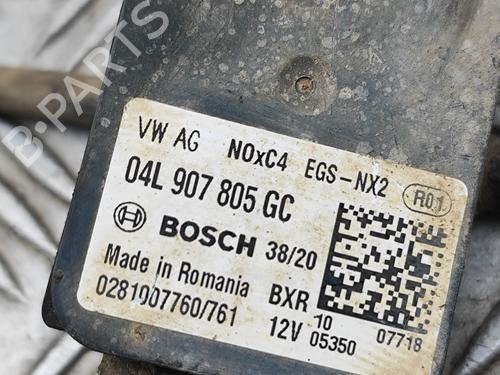 B-PARTS
VW AG NOxC4 EGS-NX2 R01
04L 907 805 GC
BOSCH 38/20
Made in Romania
0281007760/761
BXR
12V
10
05350
07718